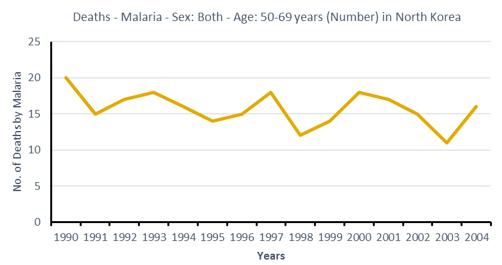 Deaths - Malaria - Sex: Both - Age: 50-69 years (Number) in North Korea
25
20
15
10
5
0
No. of Deaths by Malaria
1990 1991 1992 1993 1994 1995 1996 1997 1998 1999 2000 2001 2002 2003 2004
Years